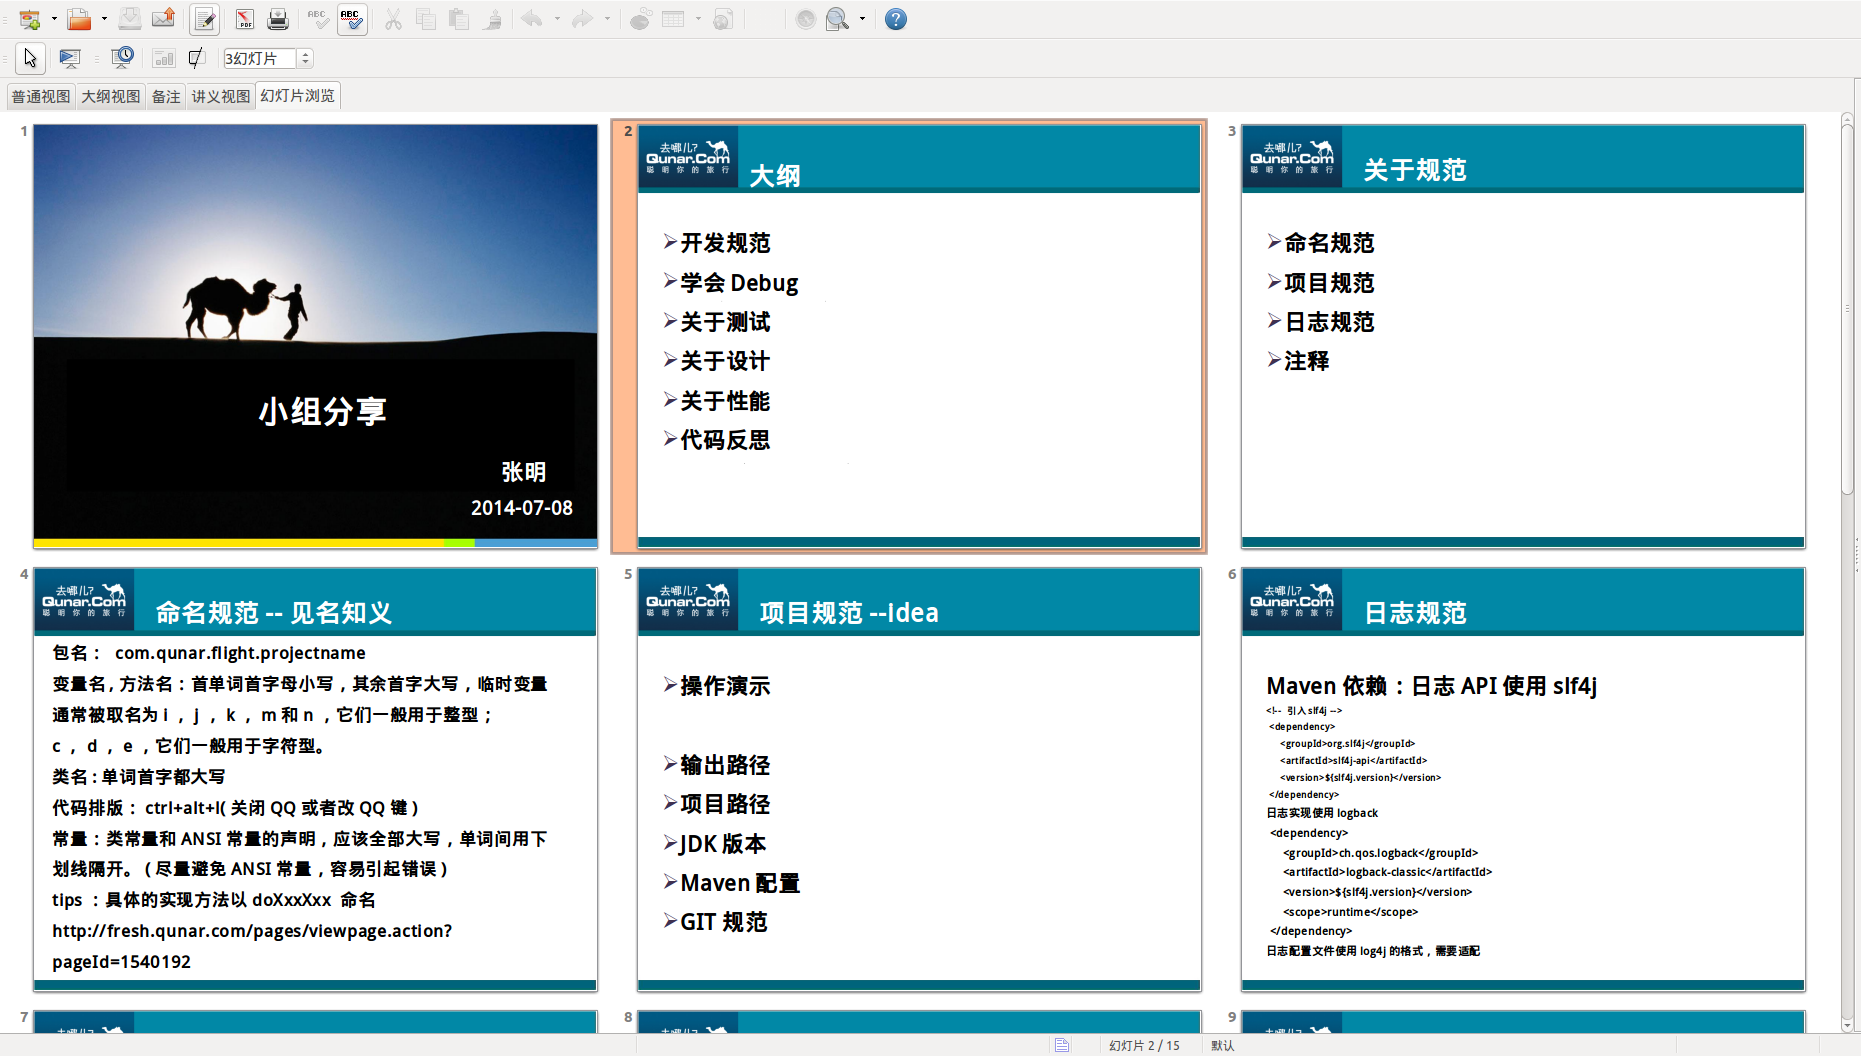 ABC
ABC
PDF
3幻灯片
普通视图
大纲视图
备注
讲义视图
幻灯片浏览
1
小组分享
张明
2014-07-08
2
去哪儿?
Qunar.Com
聪明你的旅行
大纲
开发规范
学会 Debug
关于测试
关于设计
关于性能
代码反思
3
去哪儿?
Qunar.Com
聪明你的旅行
关于规范
命名规范
项目规范
日志规范
注释
4
去哪儿?
Qunar.Com
聪明你的旅行
命名规范 -- 见名知义
包名： com.qunar.flight.projectname
变量名 , 方法名：首单词首字母小写，其余首字大写，临时变量
通常被取名为 i ， j ， k ， m 和 n ，它们一般用于整型；
c ， d ， e ，它们一般用于字符型。
类名 : 单词首字都大写
代码排版： ctrl+alt+l( 关闭 QQ 或者改 QQ 键 )
常量：类常量和 ANSI 常量的声明，应该全部大写，单词间用下
划线隔开。 ( 尽量避免 ANSI 常量，容易引起错误 )
tips ：具体的实现方法以 doXxxXxx 命名
http://fresh.qunar.com/pages/viewpage.action?
pageId=1540192
5
去哪儿?
Qunar.Com
聪明你的旅行
项目规范 --idea
操作演示
输出路径
项目路径
JDK 版本
Maven 配置
GIT 规范
6
去哪儿?
Qunar.Com
聪明你的旅行
日志规范
Maven 依赖：日志 API 使用 slf4j
<!-- 引入 slf4j -->
<dependency>
<groupId>org.slf4j</groupId>
<artifactId>slf4j-api</artifactId>
<version>${slf4j.version}</version>
</dependency>
日志实现使用 logback
<dependency>
<groupId>ch.qos.logback</groupId>
<artifactId>logback-classic</artifactId>
<version>${slf4j.version}</version>
<scope>runtime</scope>
</dependency>
日志配置文件使用 log4j 的格式，需要适配
7
8
9
幻灯片 2 / 15
默认